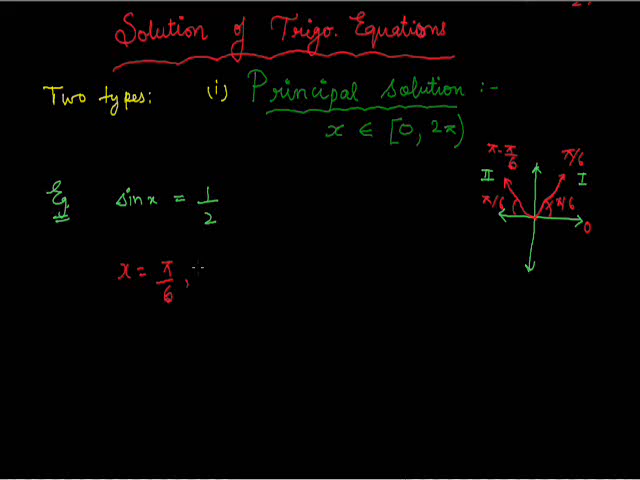 Solution of Trigo. Equations
Two types: (i) Principal solution :-
x ∈ [0, 2π)
π - π/6
π/6
II
I
π/6
π/6
0
Eg sin x = 1/2
x = π/6 ,